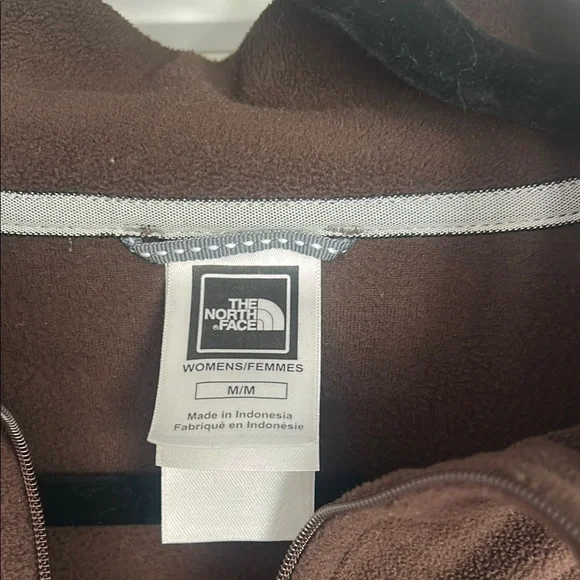 THE
NORTH
®FACE
WOMENS/FEMMES
M/M
Made in Indonesia
Fabriqué en Indonésie